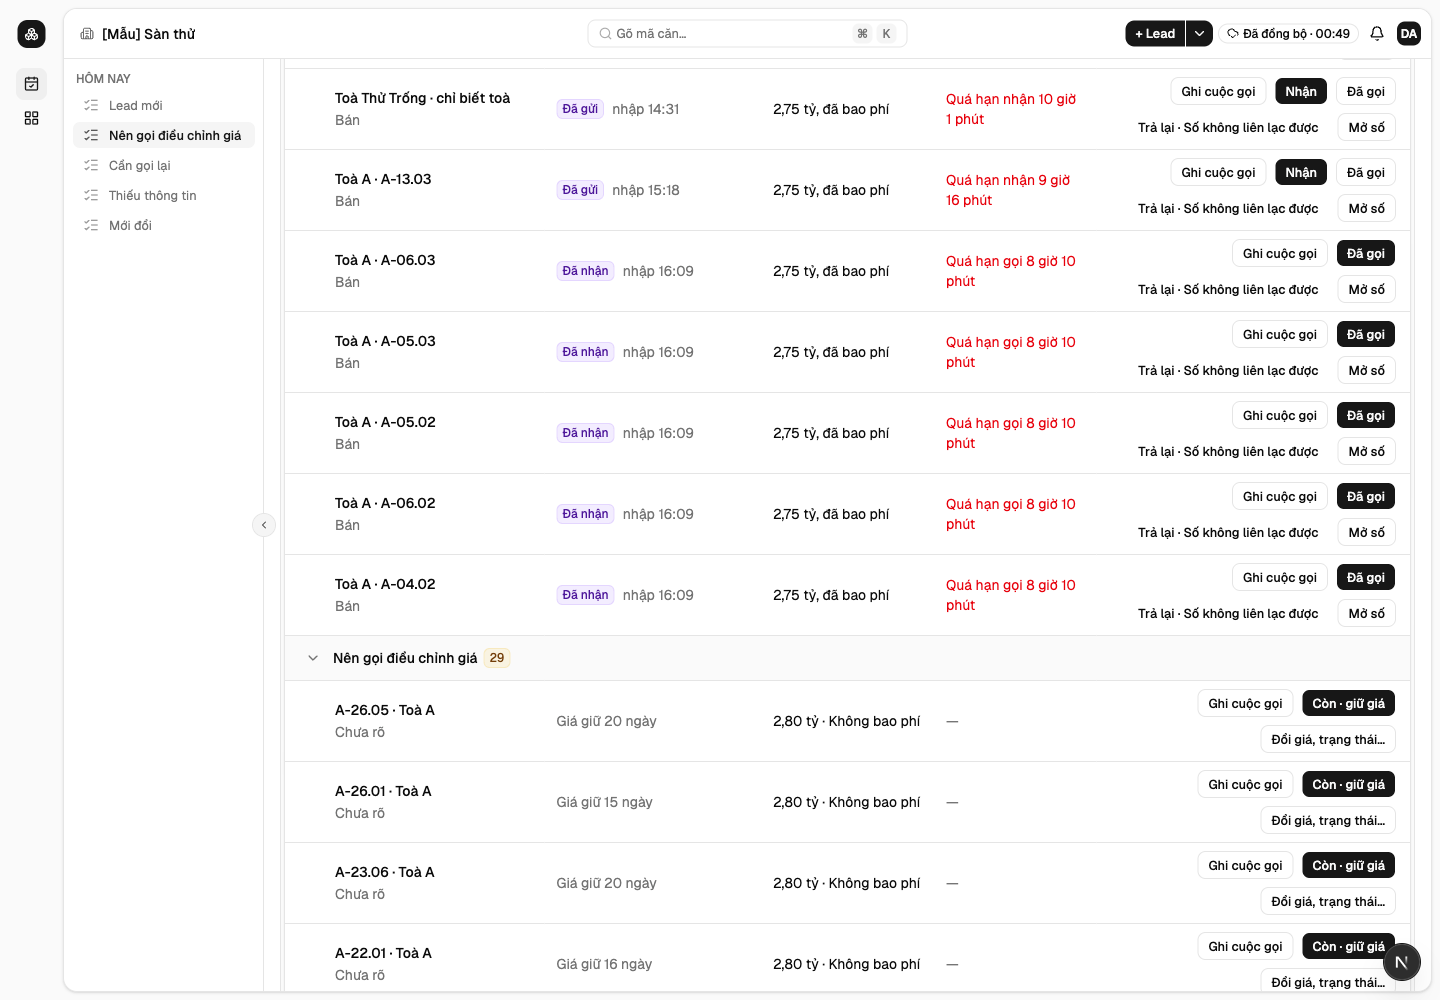 [Mẫu] Sàn thử
Gõ mã căn…
⌘ K
+ Lead
Đã đồng bộ · 00:49
DA
HÔM NAY
Lead mới
Nên gọi điều chỉnh giá
Cần gọi lại
Thiếu thông tin
Mới đổi
Toà Thử Trống · chỉ biết toà
Bán
Đã gửi nhập 14:31
2,75 tỷ, đã bao phí
Quá hạn nhận 10 giờ
1 phút
Ghi cuộc gọi Nhận Đã gọi
Trả lại · Số không liên lạc được Mở số
Toà A · A-13.03
Bán
Đã gửi nhập 15:18
2,75 tỷ, đã bao phí
Quá hạn nhận 9 giờ
16 phút
Ghi cuộc gọi Nhận Đã gọi
Trả lại · Số không liên lạc được Mở số
Toà A · A-06.03
Bán
Đã nhận nhập 16:09
2,75 tỷ, đã bao phí
Quá hạn gọi 8 giờ 10
phút
Ghi cuộc gọi Đã gọi
Trả lại · Số không liên lạc được Mở số
Toà A · A-05.03
Bán
Đã nhận nhập 16:09
2,75 tỷ, đã bao phí
Quá hạn gọi 8 giờ 10
phút
Ghi cuộc gọi Đã gọi
Trả lại · Số không liên lạc được Mở số
Toà A · A-05.02
Bán
Đã nhận nhập 16:09
2,75 tỷ, đã bao phí
Quá hạn gọi 8 giờ 10
phút
Ghi cuộc gọi Đã gọi
Trả lại · Số không liên lạc được Mở số
Toà A · A-06.02
Bán
Đã nhận nhập 16:09
2,75 tỷ, đã bao phí
Quá hạn gọi 8 giờ 10
phút
Ghi cuộc gọi Đã gọi
Trả lại · Số không liên lạc được Mở số
Toà A · A-04.02
Bán
Đã nhận nhập 16:09
2,75 tỷ, đã bao phí
Quá hạn gọi 8 giờ 10
phút
Ghi cuộc gọi Đã gọi
Trả lại · Số không liên lạc được Mở số
Nên gọi điều chỉnh giá 29
A-26.05 · Toà A
Chưa rõ
Giá giữ 20 ngày
2,80 tỷ · Không bao phí
—
Ghi cuộc gọi Còn · giữ giá
Đổi giá, trạng thái…
A-26.01 · Toà A
Chưa rõ
Giá giữ 15 ngày
2,80 tỷ · Không bao phí
—
Ghi cuộc gọi Còn · giữ giá
Đổi giá, trạng thái…
A-23.06 · Toà A
Chưa rõ
Giá giữ 20 ngày
2,80 tỷ · Không bao phí
—
Ghi cuộc gọi Còn · giữ giá
Đổi giá, trạng thái…
A-22.01 · Toà A
Chưa rõ
Giá giữ 16 ngày
2,80 tỷ · Không bao phí
—
Ghi cuộc gọi Còn · giữ giá
Đổi giá, trạng thái…
N